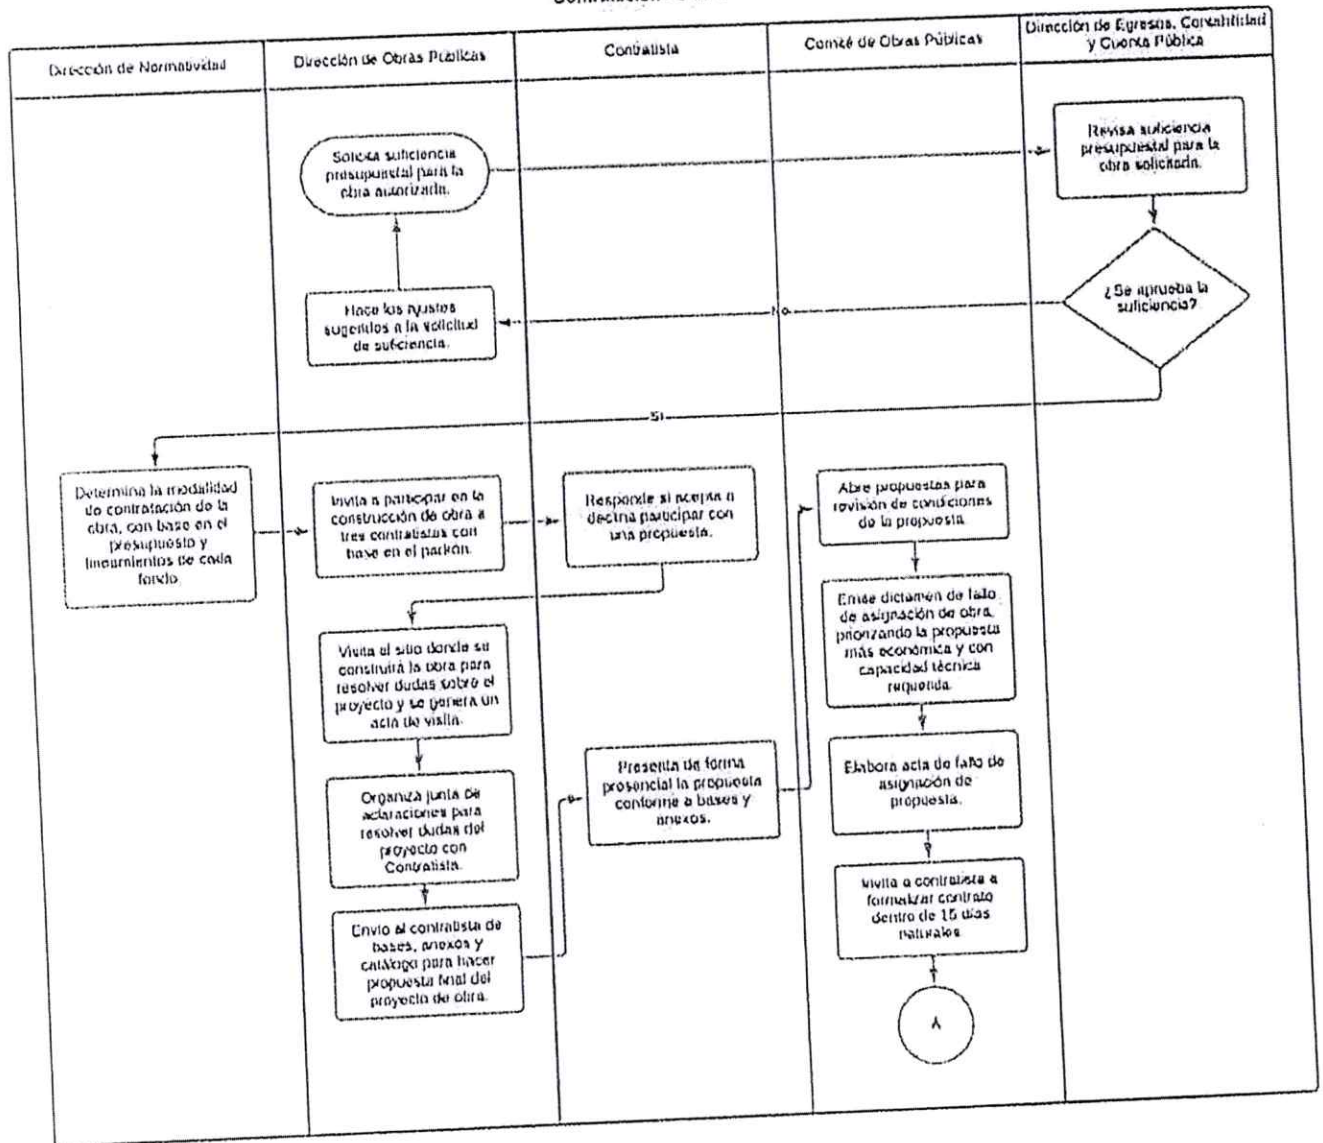 Contratación
Dirección de Normatividad
Dirección de Obras Públicas
Contratista
Comité de Obras Públicas
Dirección de Egresos, Contabilidad
y Cuenta Pública
Solicita suficiencia
presupuestal para la
obra autorizada.
Revisa suficiencia
presupuestal para la
obra solicitada.
¿Se aprueba la
suficiencia?
No
Hace los ajustes
sugeridos a la solicitud
de suficiencia.
Si
Determina la modalidad
de contratación de la
obra, con base en el
presupuesto y
lineamientos de cada
fondo.
Invita a participar en la
construcción de obra a
tres contratistas con
base en el padrón.
Responde si acepta o
declina participar con
una propuesta.
Abre propuestas para
revisión de condiciones
de la propuesta.
Visita el sitio donde se
construirá la obra para
resolver dudas sobre el
proyecto y se genera un
acta de visita.
Emite dictamen de fallo
de asignación de obra,
priorizando la propuesta
más económica y con
capacidad técnica
requerida.
Organiza junta de
aclaraciones para
resolver dudas del
proyecto con
Contratista.
Presenta de forma
presencial la propuesta
conforme a bases y
anexos.
Elabora acta de fallo de
asignación de
propuesta.
Envío al contratista de
bases, anexos y
catálogo para hacer
propuesta final del
proyecto de obra.
Invita a contratista a
formalizar contrato
dentro de 15 días
naturales.
A